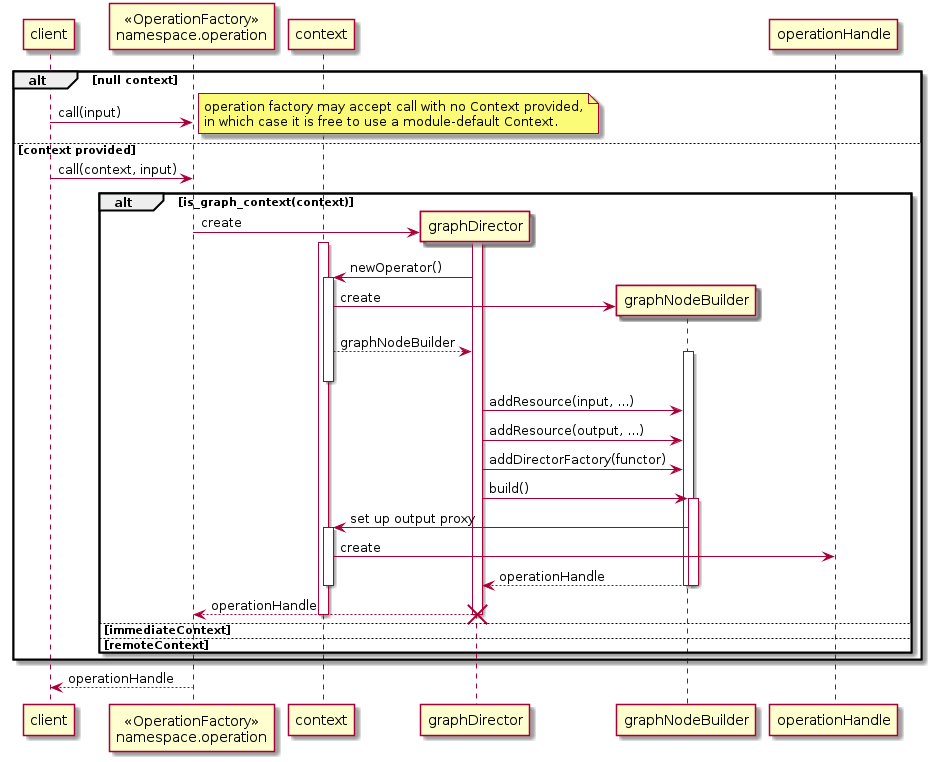 client
«OperationFactory»
namespace.operation
context
operationHandle
alt
[null context]
call(input)
operation factory may accept call with no Context provided,
in which case it is free to use a module-default Context.
[context provided]
call(context, input)
alt
[is_graph_context(context)]
create
graphDirector
newOperator()
create
graphNodeBuilder
graphNodeBuilder
addResource(input, ...)
addResource(output, ...)
addDirectorFactory(functor)
build()
set up output proxy
create
operationHandle
operationHandle
[immediateContext]
[remoteContext]
operationHandle
client
«OperationFactory»
namespace.operation
context
graphDirector
graphNodeBuilder
operationHandle